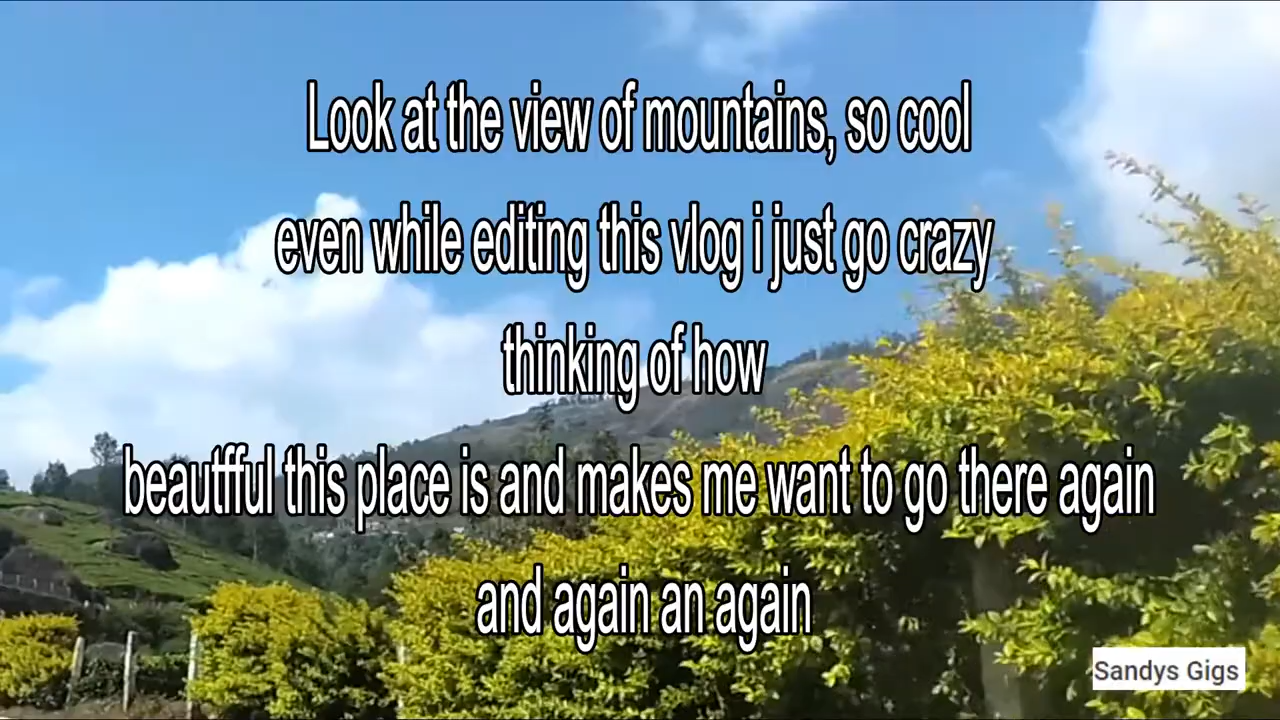 Look at the view of mountains, so cool
even while editing this vlog i just go crazy
thinking of how
beautfful this place is and makes me want to go there again
and again an again
Sandys Gigs